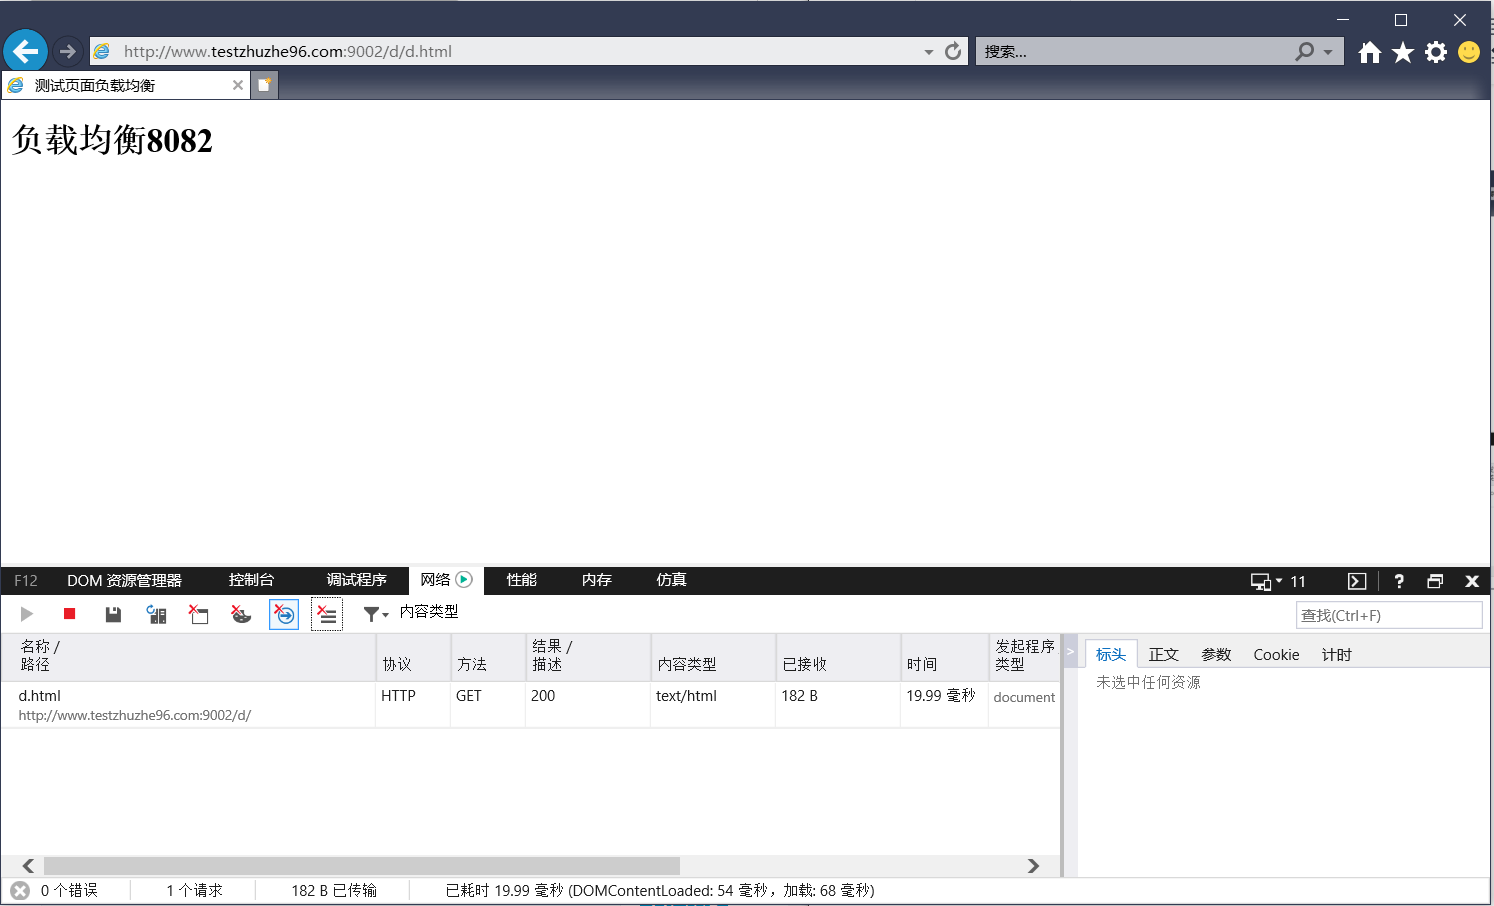 http://www.testzhuzhe96.com:9002/d/d.html
搜索...
测试页面负载均衡
负载均衡8082
F12 DOM 资源管理器 控制台 调试程序 网络 性能 内存 仿真 11 ?
内容类型 查找(Ctrl+F)
名称 / 路径 协议 方法 结果 / 描述 内容类型 已接收 时间 发起程序 类型
> 标头 正文 参数 Cookie 计时
未选中任何资源
d.html HTTP GET 200 text/html 182 B 19.99 毫秒 document
http://www.testzhuzhe96.com:9002/d/
0 个错误 1 个请求 182 B 已传输 已耗时 19.99 毫秒 (DOMContentLoaded: 54 毫秒，加载: 68 毫秒)